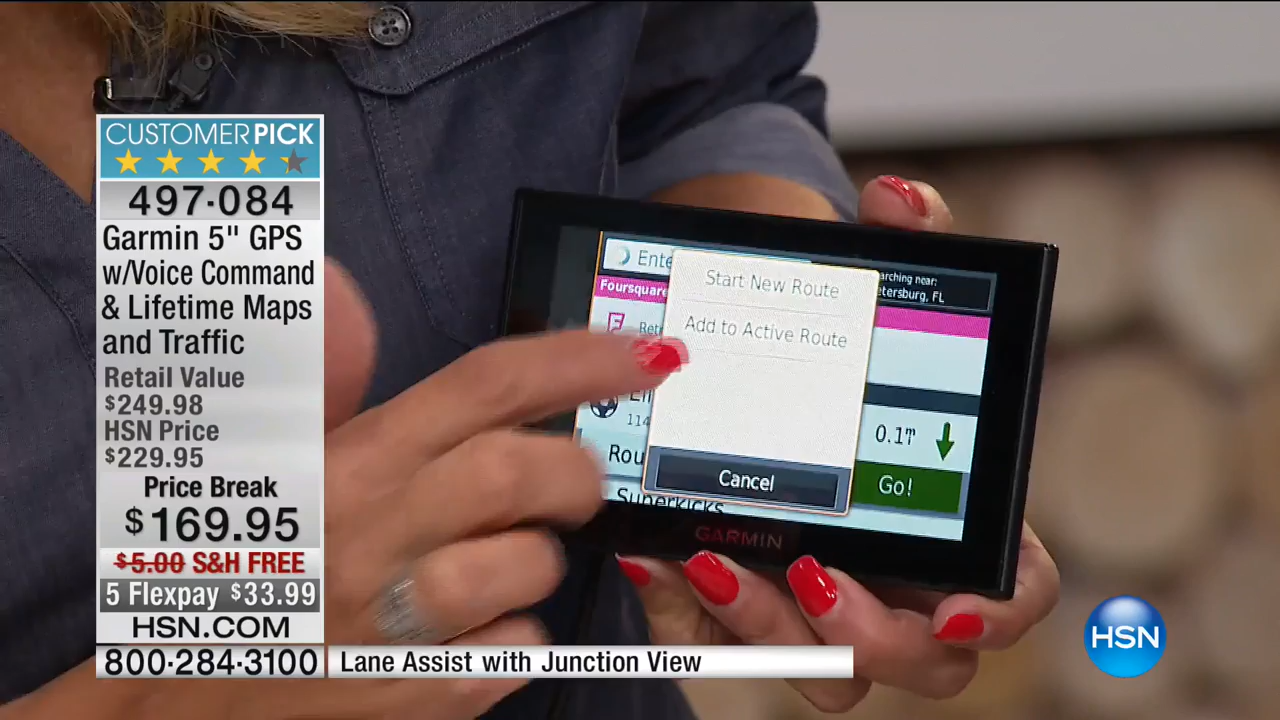 CUSTOMER PICK
497·084
Garmin 5" GPS
w/Voice Command
& Lifetime Maps
and Traffic
Retail Value
$249.98
HSN Price
$229.95
Price Break
$169.95
$5.00 S&H FREE
5 Flexpay $33.99
HSN.COM
800·284·3100
Lane Assist with Junction View
HSN
Start New Route
Add to Active Route
Cancel
Foursquare
0.1
Go!
Superkicks
GARMIN